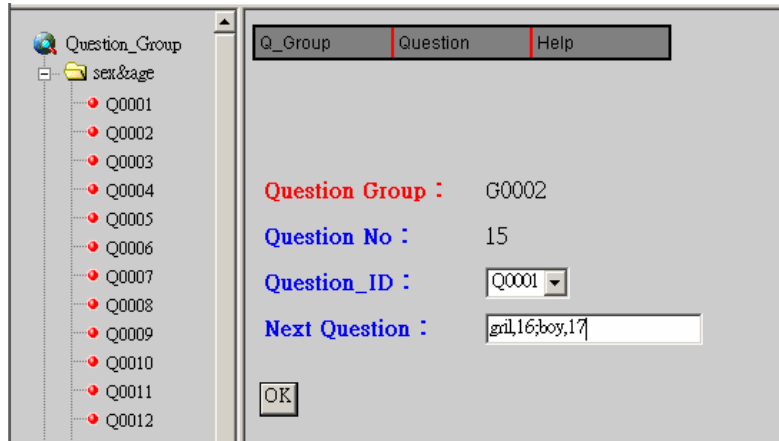 Question_Group
sex&age
Q0001
Q0002
Q0003
Q0004
Q0005
Q0006
Q0007
Q0008
Q0009
Q0010
Q0011
Q0012
Q_Group Question Help
Question Group： G0002
Question No： 15
Question_ID： Q0001
Next Question： gril,16;boy,17
OK